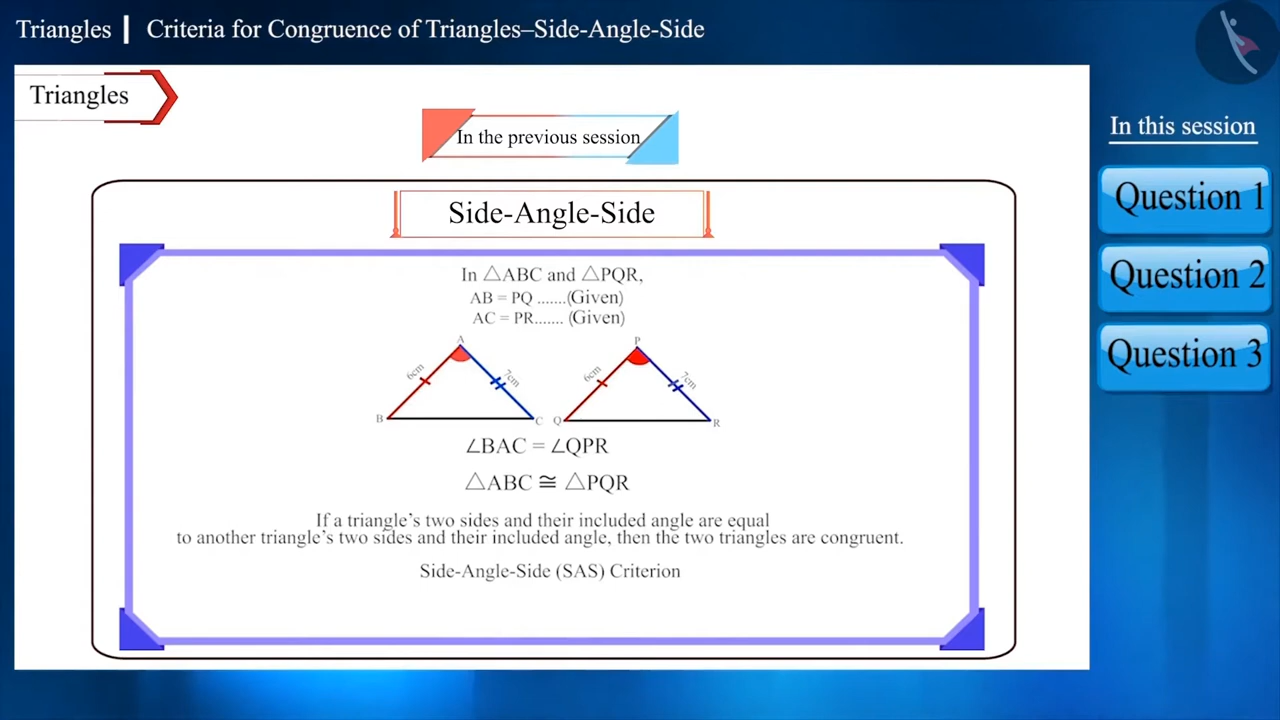 Triangles | Criteria for Congruence of Triangles–Side-Angle-Side
Triangles
In the previous session
Side-Angle-Side
In △ABC and △PQR,
AB = PQ .......(Given)
AC = PR....... (Given)
A
6cm
7cm
B
C
P
6cm
7cm
Q
R
∠BAC = ∠QPR
△ABC ≅ △PQR
If a triangle's two sides and their included angle are equal
to another triangle's two sides and their included angle, then the two triangles are congruent.
Side-Angle-Side (SAS) Criterion
In this session
Question 1
Question 2
Question 3